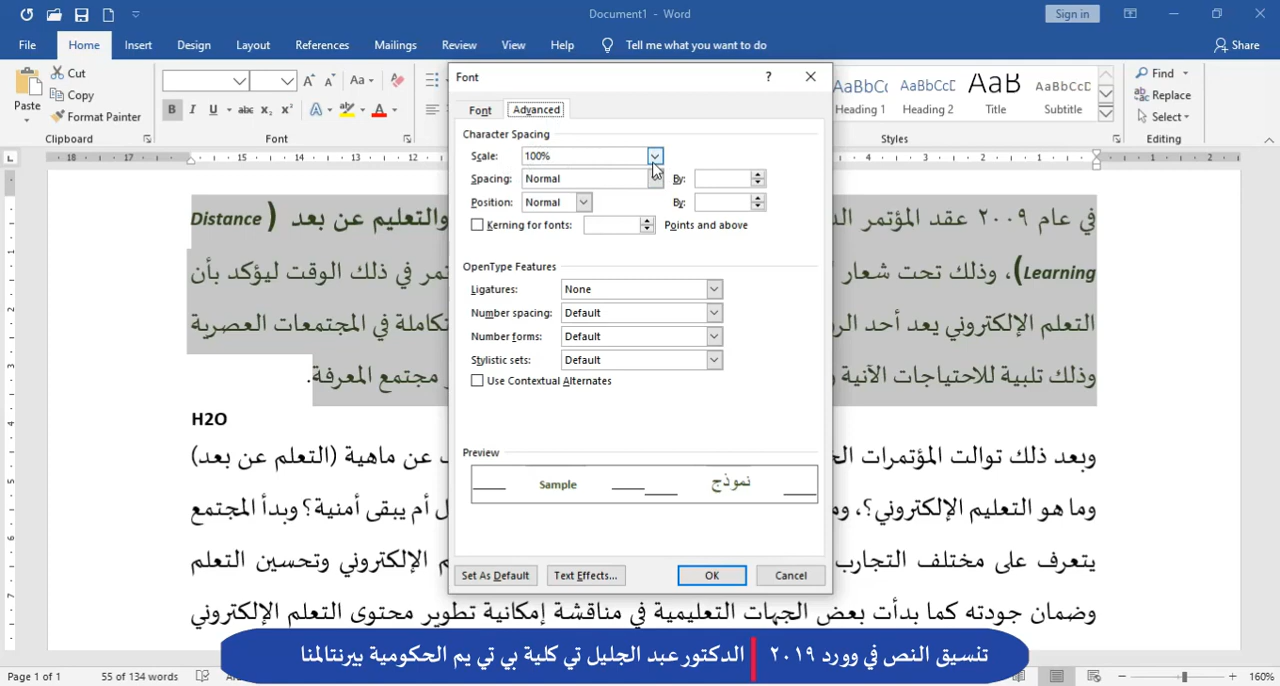 Document1 - Word
Sign in
File Home Insert Design Layout References Mailings Review View Help Tell me what you want to do Share
Paste
Cut
Copy
Format Painter
Clipboard
Font
Heading 1
Heading 2
Title
Subtitle
Styles
Find
Replace
Select
Editing
Font
Font Advanced
Character Spacing
Scale: 100%
Spacing: Normal By:
Position: Normal By:
Kerning for fonts: Points and above
OpenType Features
Ligatures: None
Number spacing: Default
Number forms: Default
Stylistic sets: Default
Use Contextual Alternates
Preview
Sample نموذج
Set As Default Text Effects... OK Cancel
في عام ٢٠٠٩ عقد المؤتمر والتعليم عن بعد ( Distance
Learning)، وذلك تحت شعار في ذلك الوقت ليؤكد بأن
التعلم الإلكتروني يعد أحد في المجتمعات العصرية
وذلك تلبية للاحتياجات الآنية مجتمع المعرفة.
H2O
وبعد ذلك توالت المؤتمرات عن ماهية (التعلم عن بعد)
وما هو التعليم الإلكتروني؟، أم يبقى أمنية؟ وبدأ المجتمع
يتعرف على مختلف التجارب الإلكتروني وتحسين التعلم
وضمان جودته كما بدأت بعض الجهات التعليمية في مناقشة إمكانية تطوير محتوى التعلم الإلكتروني
تنسيق النص في وورد ٢٠١٩ | الدكتور عبد الجليل تي كلية بي تي يم الحكومية بيرنتالمنا
Page 1 of 1 55 of 134 words 160%